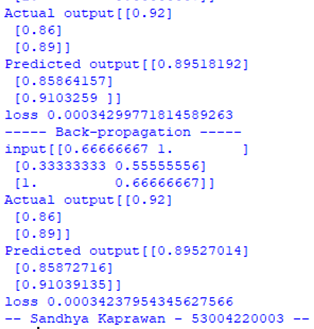 Actual output[[0.92]
 [0.86]
 [0.89]]
Predicted output[[0.89518192]
 [0.85864157]
 [0.9103259 ]]
loss 0.00034299771814589263
----- Back-propagation -----
input[[0.66666667 1.        ]
 [0.33333333 0.55555556]
 [1.         0.66666667]]
Actual output[[0.92]
 [0.86]
 [0.89]]
Predicted output[[0.89527014]
 [0.85872716]
 [0.91039135]]
loss 0.00034237954345627566
-- Sandhya Kaprawan - 53004220003 --